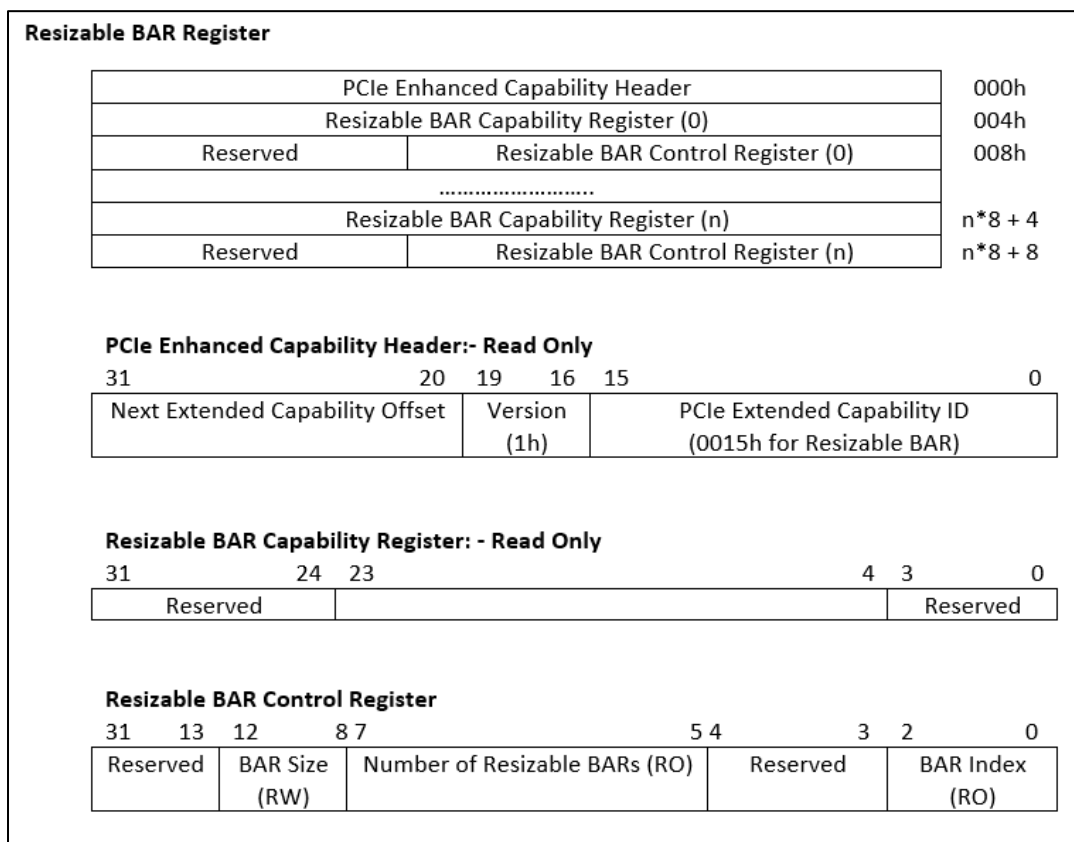 Resizable BAR Register
PCIe Enhanced Capability Header 000h
Resizable BAR Capability Register (0) 004h
Reserved Resizable BAR Control Register (0) 008h
……………………..
Resizable BAR Capability Register (n) n*8 + 4
Reserved Resizable BAR Control Register (n) n*8 + 8
PCIe Enhanced Capability Header:- Read Only
31 20 19 16 15 0
Next Extended Capability Offset Version PCIe Extended Capability ID
(1h) (0015h for Resizable BAR)
Resizable BAR Capability Register: - Read Only
31 24 23 4 3 0
Reserved Reserved
Resizable BAR Control Register
31 13 12 8 7 5 4 3 2 0
Reserved BAR Size Number of Resizable BARs (RO) Reserved BAR Index
(RW) (RO)